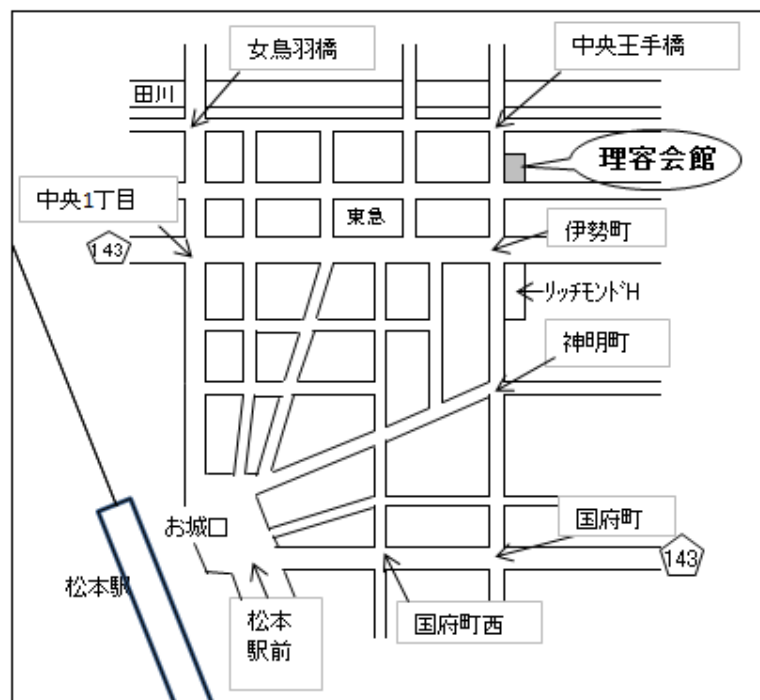 女鳥羽橋
中央王手橋
田川
理容会館
中央1丁目
東急
伊勢町
143
リッチモンドH
神明町
お城口
国府町
143
松本駅
松本
駅前
国府町西